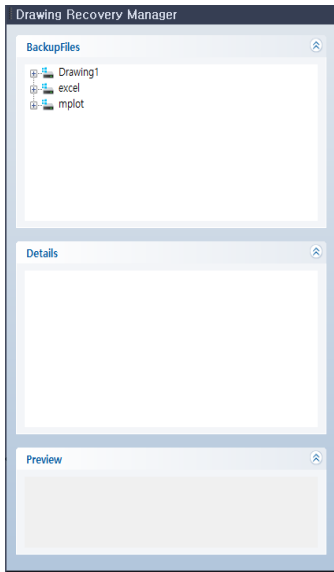 Drawing Recovery Manager
BackupFiles
Drawing1
excel
mplot
Details
Preview